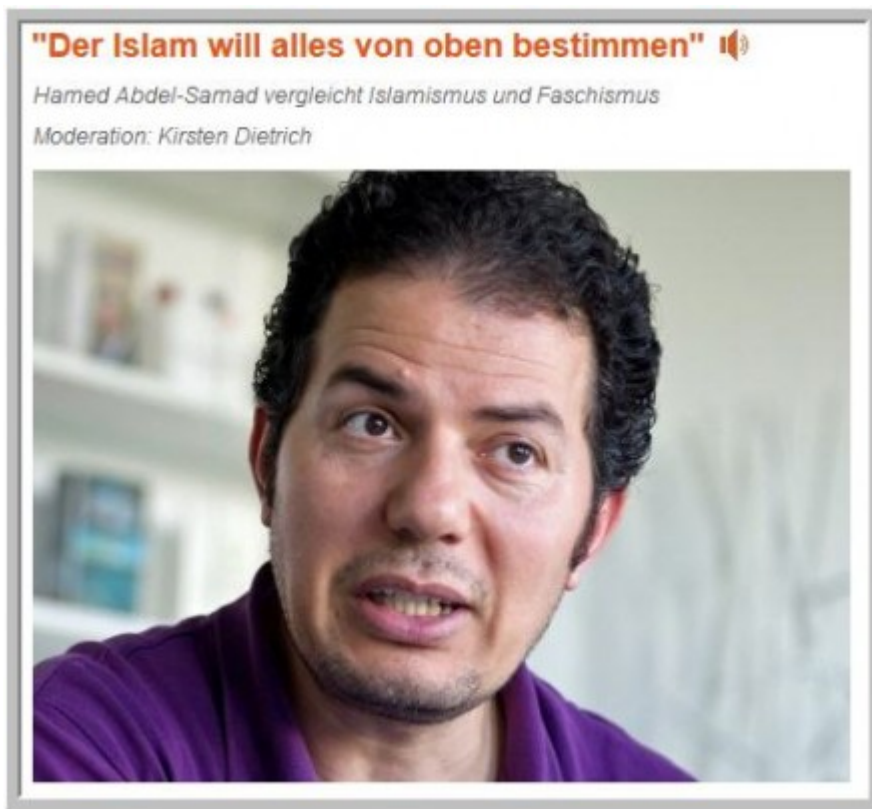 "Der Islam will alles von oben bestimmen"
Hamed Abdel-Samad vergleicht Islamismus und Faschismus
Moderation: Kirsten Dietrich